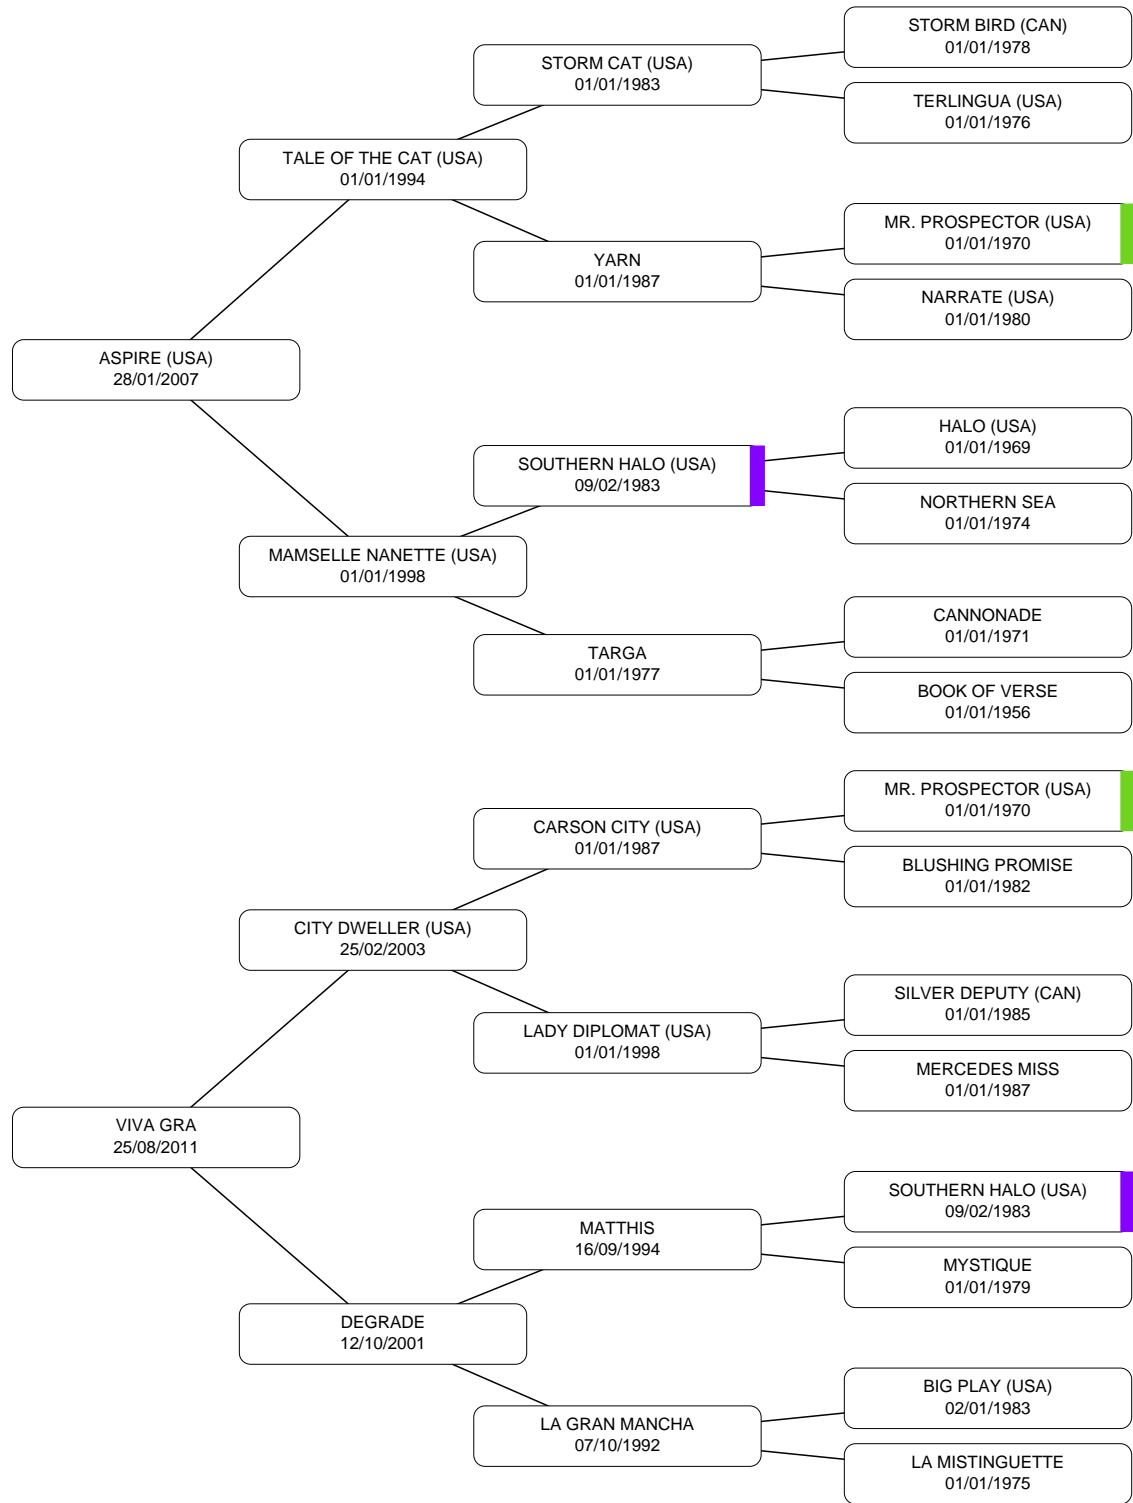 STORM BIRD (CAN)
01/01/1978
STORM CAT (USA)
01/01/1983
TERLINGUA (USA)
01/01/1976
TALE OF THE CAT (USA)
01/01/1994
MR. PROSPECTOR (USA)
01/01/1970
YARN
01/01/1987
NARRATE (USA)
01/01/1980
ASPIRE (USA)
28/01/2007
HALO (USA)
01/01/1969
SOUTHERN HALO (USA)
09/02/1983
NORTHERN SEA
01/01/1974
MAMSELLE NANETTE (USA)
01/01/1998
CANNONADE
01/01/1971
TARGA
01/01/1977
BOOK OF VERSE
01/01/1956
MR. PROSPECTOR (USA)
01/01/1970
CARSON CITY (USA)
01/01/1987
BLUSHING PROMISE
01/01/1982
CITY DWELLER (USA)
25/02/2003
SILVER DEPUTY (CAN)
01/01/1985
LADY DIPLOMAT (USA)
01/01/1998
MERCEDES MISS
01/01/1987
VIVA GRA
25/08/2011
SOUTHERN HALO (USA)
09/02/1983
MATTHIS
16/09/1994
MYSTIQUE
01/01/1979
DEGRADE
12/10/2001
BIG PLAY (USA)
02/01/1983
LA GRAN MANCHA
07/10/1992
LA MISTINGUETTE
01/01/1975